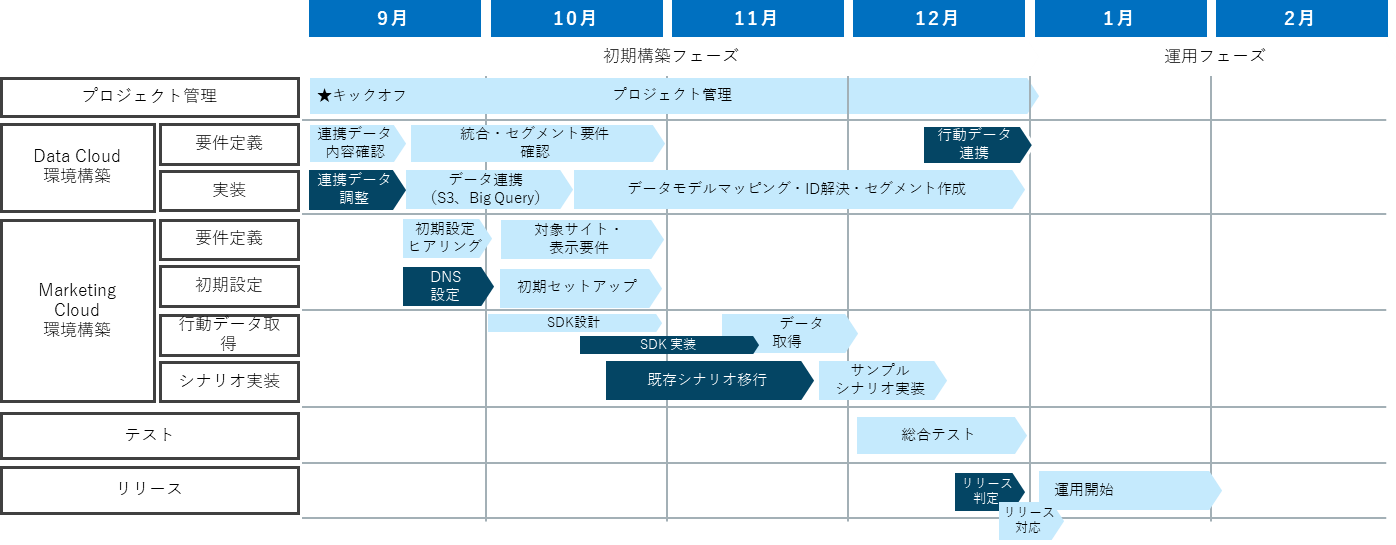 9月
10月
11月
12月
1月
2月
初期構築フェーズ
運用フェーズ
プロジェクト管理
★キックオフ
プロジェクト管理
Data Cloud
環境構築
要件定義
連携データ
内容確認
統合・セグメント要件
確認
行動データ
連携
実装
連携データ
調整
データ連携
（S3、Big Query）
データモデルマッピング・ID解決・セグメント作成
Marketing
Cloud
環境構築
要件定義
初期設定
ヒアリング
対象サイト・
表示要件
初期設定
DNS
設定
初期セットアップ
行動データ取
得
SDK設計
SDK 実装
データ
取得
シナリオ実装
既存シナリオ移行
サンプル
シナリオ実装
テスト
総合テスト
リリース
リリース
判定
リリース
対応
運用開始